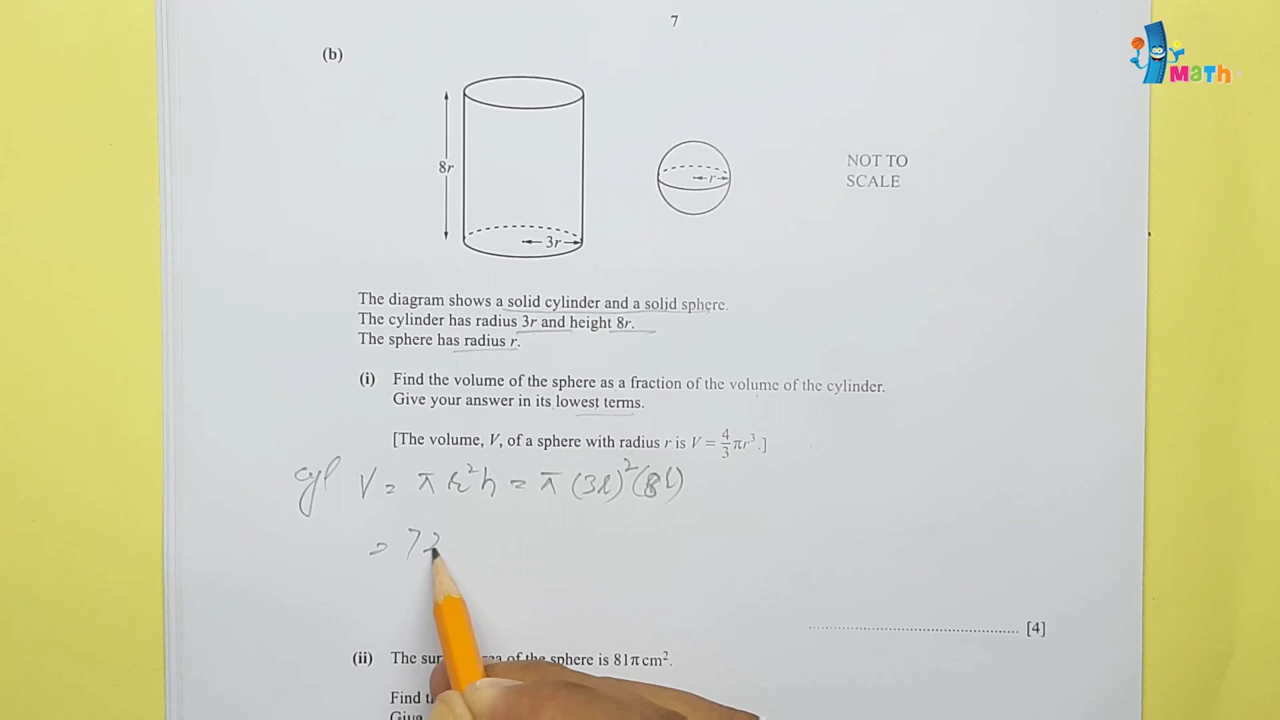 7
MATH
(b)
8r
r
NOT TO
SCALE
3r
The diagram shows a solid cylinder and a solid sphere.
The cylinder has radius 3r and height 8r.
The sphere has radius r.
(i) Find the volume of the sphere as a fraction of the volume of the cylinder.
Give your answer in its lowest terms.
[The volume, V, of a sphere with radius r is V = 4/3 πr³.]
cyl V = π r²h = π (3r)² (8r)
= 72
[4]
(ii) The of the sphere is 81π cm².
Find